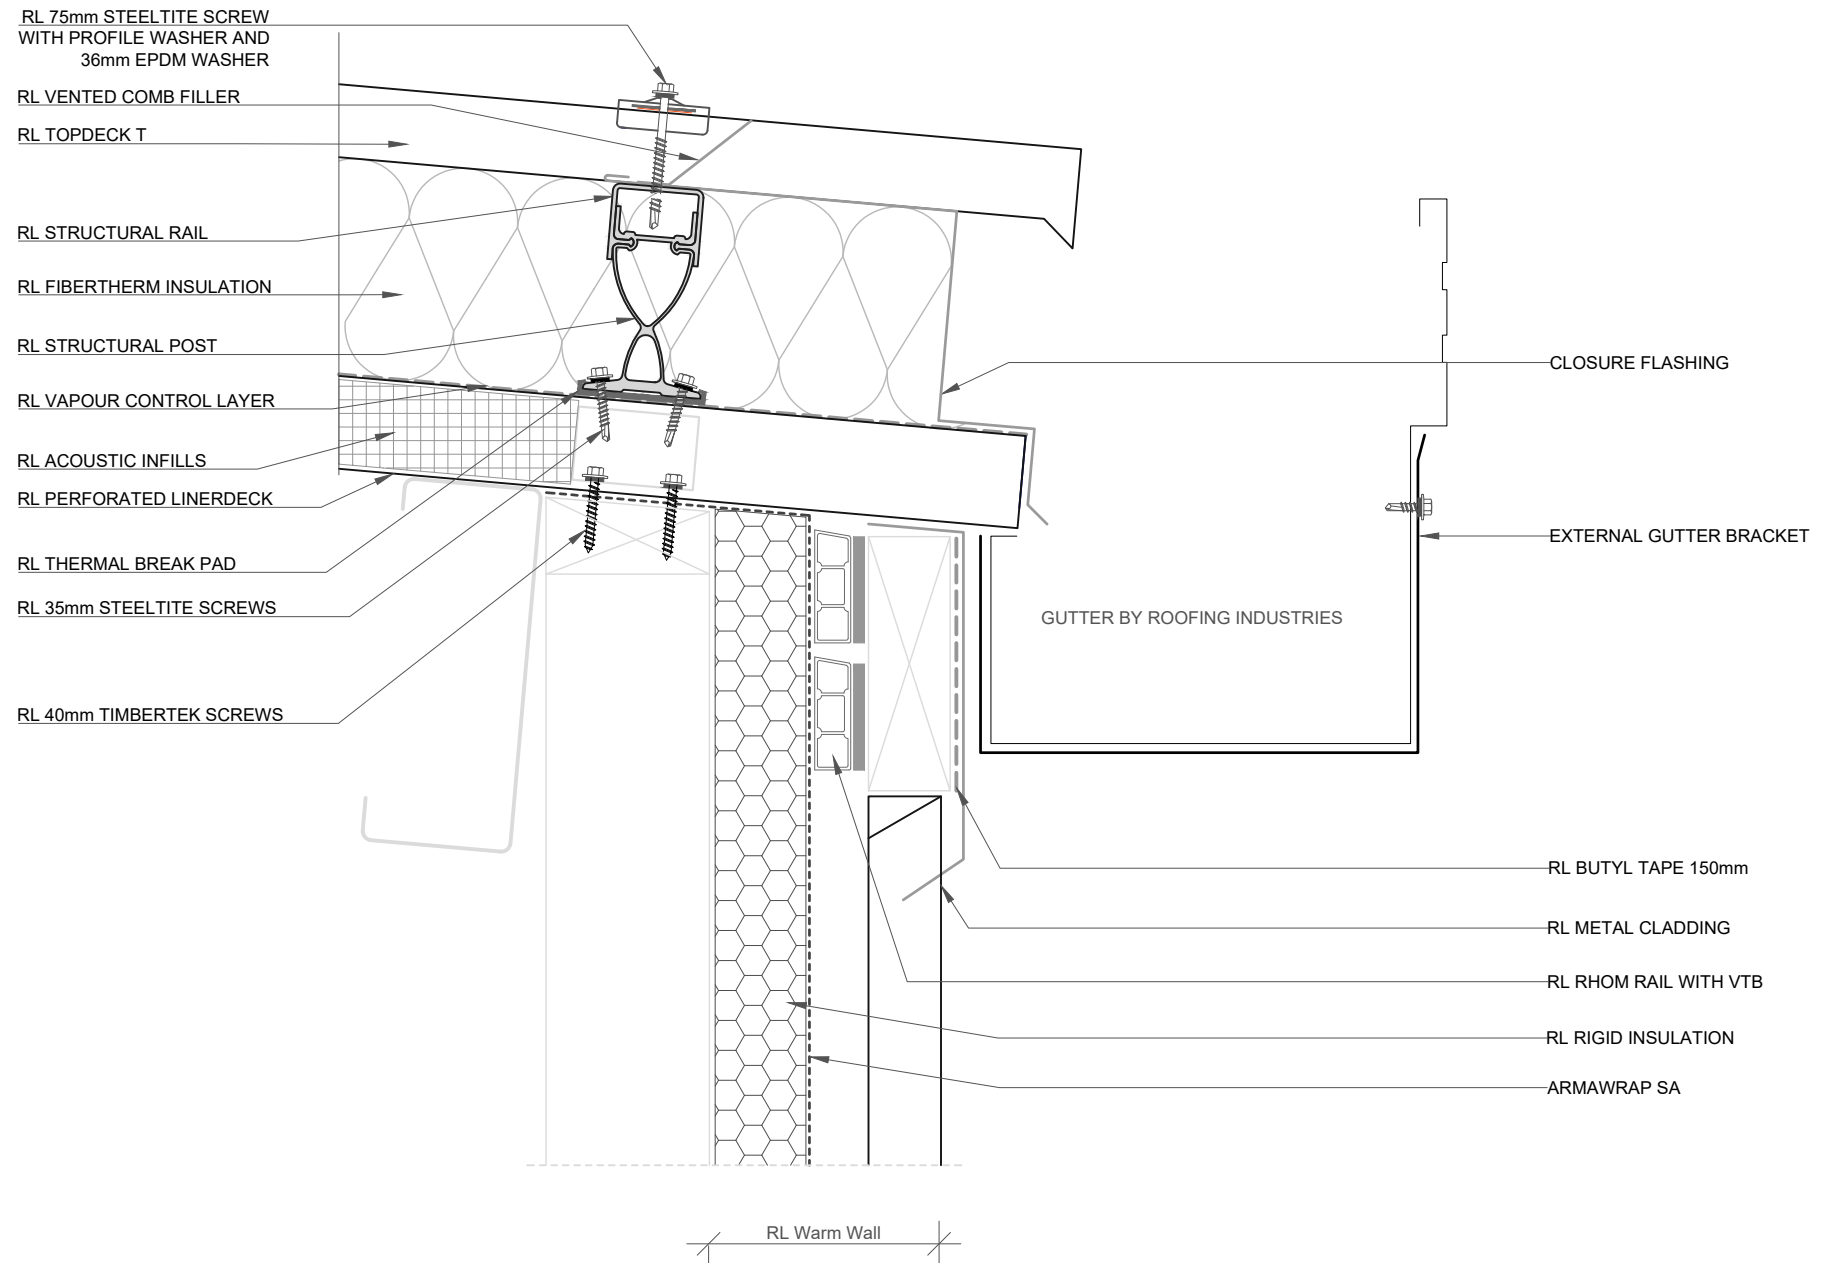 RL 75mm STEELTITE SCREW
WITH PROFILE WASHER AND
36mm EPDM WASHER
RL VENTED COMB FILLER
RL TOPDECK T
RL STRUCTURAL RAIL
RL FIBERTHERM INSULATION
RL STRUCTURAL POST
RL VAPOUR CONTROL LAYER
RL ACOUSTIC INFILLS
RL PERFORATED LINERDECK
RL THERMAL BREAK PAD
RL 35mm STEELTITE SCREWS
RL 40mm TIMBERTEK SCREWS
CLOSURE FLASHING
EXTERNAL GUTTER BRACKET
GUTTER BY ROOFING INDUSTRIES
RL BUTYL TAPE 150mm
RL METAL CLADDING
RL RHOM RAIL WITH VTB
RL RIGID INSULATION
ARMAWRAP SA
RL Warm Wall